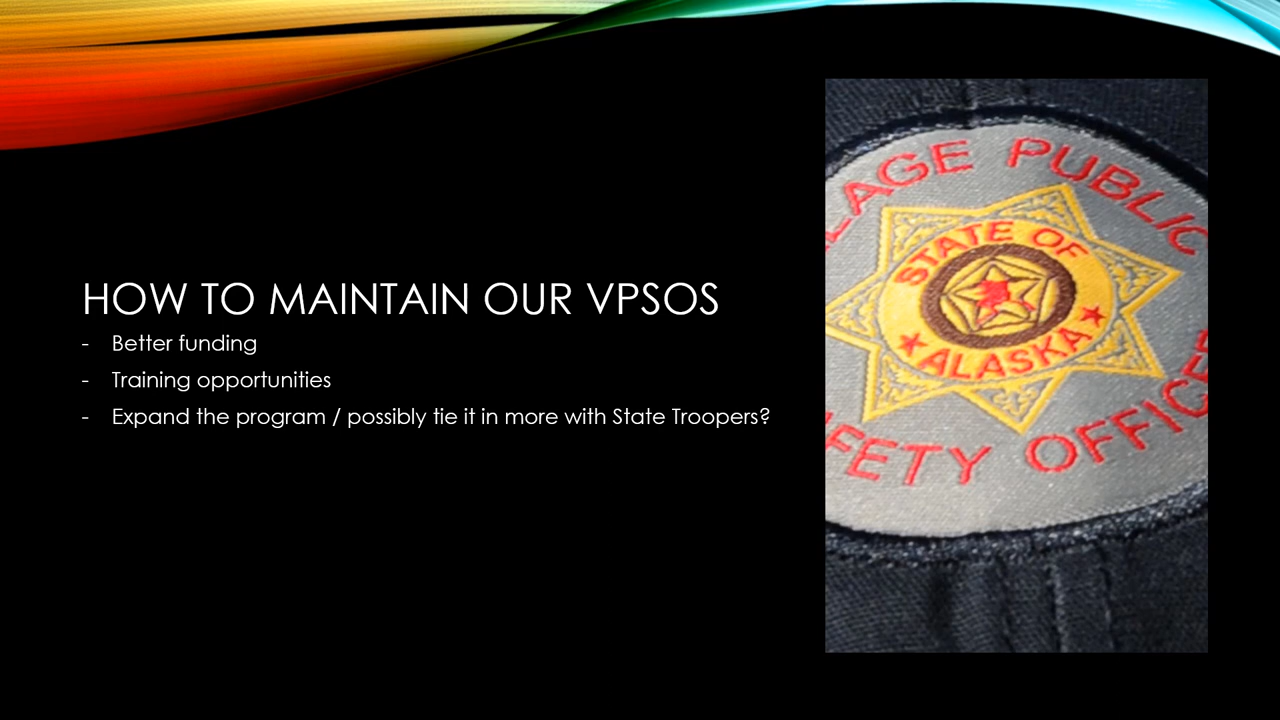 HOW TO MAINTAIN OUR VPSOS
- Better funding
- Training opportunities
- Expand the program / possibly tie it in more with State Troopers?
LAGE PUBLIC
STATE OF
ALASKA
FETY OFFICE